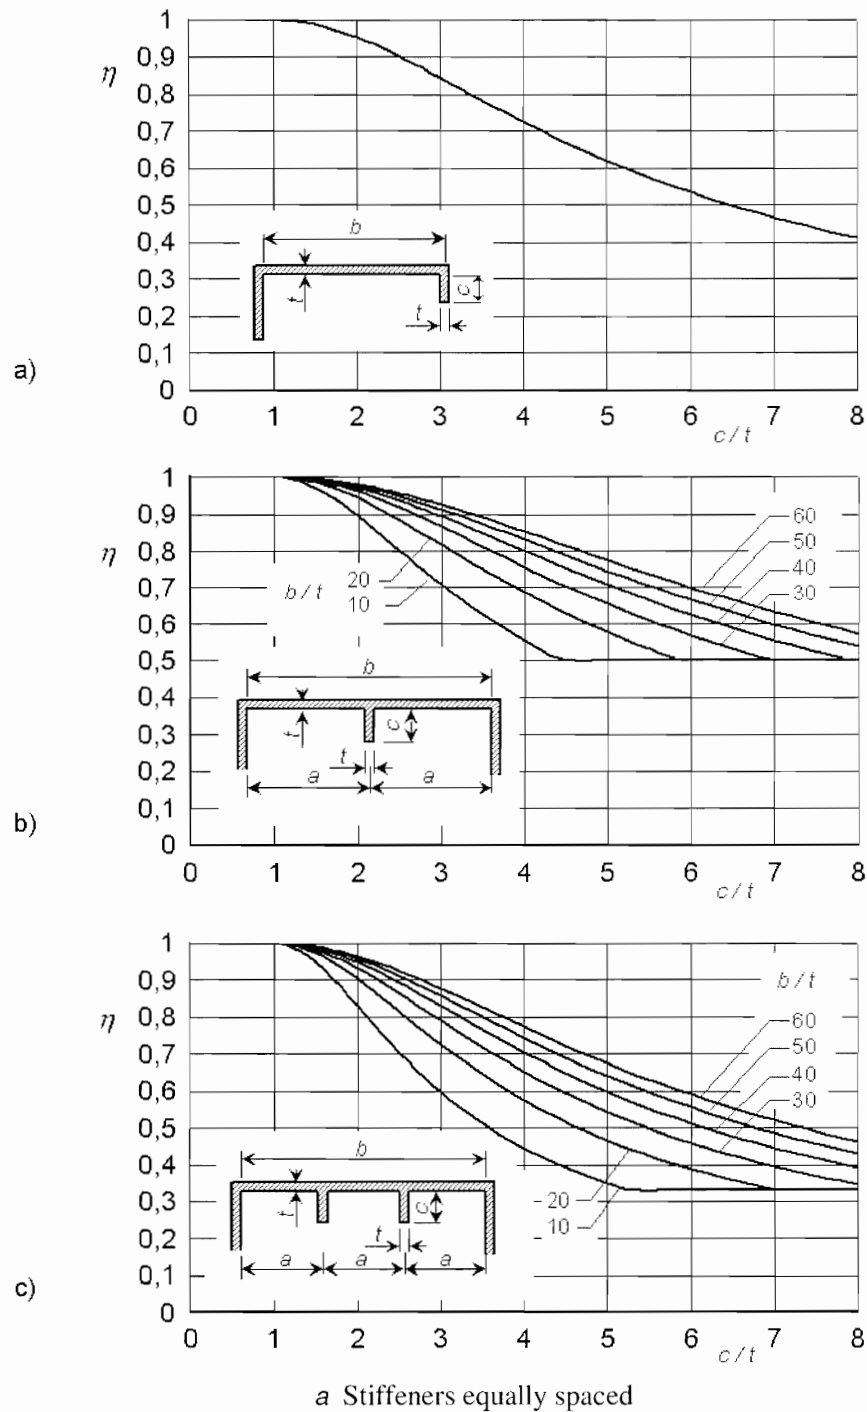 1
0,9
η
0,8
0,7
0,6
0,5
b
0,4
0,3
t
c
0,2
t
0,1
a)
0
0 1 2 3 4 5 6 7 8
c / t
1
0,9
60
η
0,8
50
20
40
0,7
b / t
10
30
0,6
0,5
b
0,4
t
c
0,3
t
0,2
a a
0,1
b)
0
0 1 2 3 4 5 6 7 8
c / t
1
0,9
b / t
η
0,8
60
0,7
50
40
0,6
30
0,5
b
0,4
0,3
t
c
20
10
0,2
t
a a a
0,1
c)
0
0 1 2 3 4 5 6 7 8
c / t
a Stiffeners equally spaced